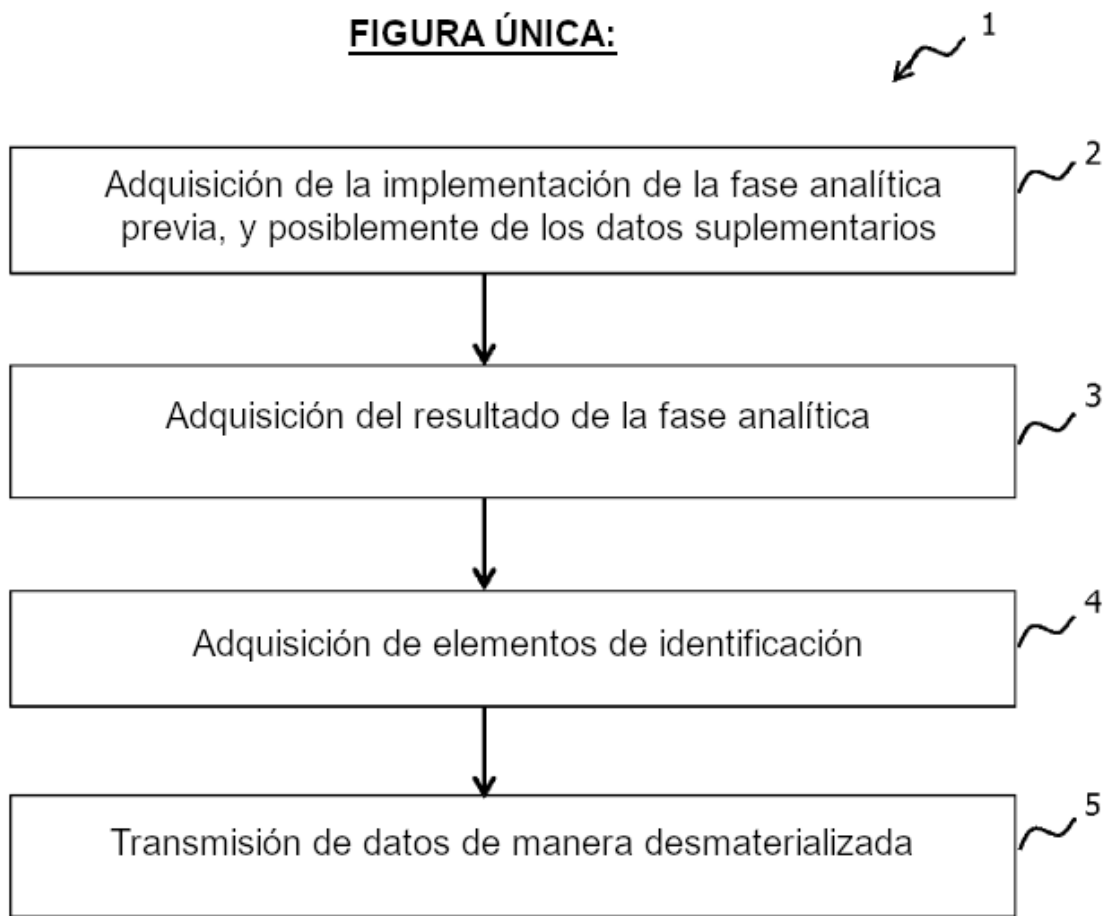 FIGURA ÚNICA:
1
Adquisición de la implementación de la fase analítica
previa, y posiblemente de los datos suplementarios
2
Adquisición del resultado de la fase analítica
3
Adquisición de elementos de identificación
4
Transmisión de datos de manera desmaterializada
5